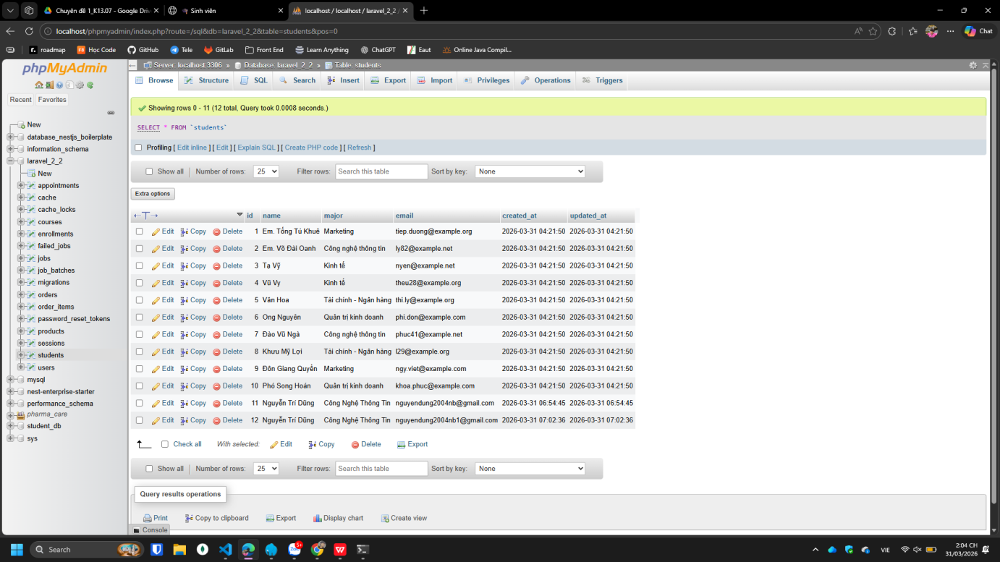 Chuyên đề 1_K13.07 - Google Driv
Sinh viên
localhost / localhost / laravel_2_2 /
localhost/phpmyadmin/index.php?route=/sql&db=laravel_2_2&table=students&pos=0
Chat
roadmap
Học Code
GitHub
Tele
GitLab
Front End
Learn Anything
ChatGPT
Eaut
Online Java Compil...
phpMyAdmin
Recent
Favorites
New
database_nestjs_boilerplate
information_schema
laravel_2_2
New
appointments
cache
cache_locks
courses
enrollments
failed_jobs
jobs
job_batches
migrations
orders
order_items
password_reset_tokens
products
sessions
students
users
mysql
nest-enterprise-starter
performance_schema
pharma_care
student_db
sys
Server: localhost:3306 » Database: laravel_2_2 » Table: students
Browse Structure SQL Search Insert Export Import Privileges Operations Triggers
Showing rows 0 - 11 (12 total, Query took 0.0008 seconds.)
SELECT * FROM `students`
Profiling [ Edit inline ] [ Edit ] [ Explain SQL ] [ Create PHP code ] [ Refresh ]
Show all Number of rows: 25 Filter rows: Search this table Sort by key: None
Extra options
id name major email created_at updated_at
Edit Copy Delete 1 Em. Tống Tú Khuê Marketing tiep.duong@example.org 2026-03-31 04:21:50 2026-03-31 04:21:50
Edit Copy Delete 2 Em. Võ Đài Oanh Công nghệ thông tin ly82@example.net 2026-03-31 04:21:50 2026-03-31 04:21:50
Edit Copy Delete 3 Tạ Vỹ Kinh tế nyen@example.net 2026-03-31 04:21:50 2026-03-31 04:21:50
Edit Copy Delete 4 Vũ Vy Kinh tế theu28@example.org 2026-03-31 04:21:50 2026-03-31 04:21:50
Edit Copy Delete 5 Văn Hoa Tài chính - Ngân hàng thi.ly@example.org 2026-03-31 04:21:50 2026-03-31 04:21:50
Edit Copy Delete 6 Ong Nguyên Quản trị kinh doanh phi.don@example.com 2026-03-31 04:21:50 2026-03-31 04:21:50
Edit Copy Delete 7 Đào Vũ Ngà Công nghệ thông tin phuc41@example.net 2026-03-31 04:21:50 2026-03-31 04:21:50
Edit Copy Delete 8 Khưu Mỹ Lợi Tài chính - Ngân hàng l29@example.org 2026-03-31 04:21:50 2026-03-31 04:21:50
Edit Copy Delete 9 Đôn Giang Quyền Marketing ngy.viet@example.com 2026-03-31 04:21:50 2026-03-31 04:21:50
Edit Copy Delete 10 Phó Song Hoán Quản trị kinh doanh khoa.phuc@example.com 2026-03-31 04:21:50 2026-03-31 04:21:50
Edit Copy Delete 11 Nguyễn Trí Dũng Công Nghệ Thông Tin nguyendung2004nb@gmail.com 2026-03-31 06:54:45 2026-03-31 06:54:45
Edit Copy Delete 12 Nguyễn Trí Dũng Công Nghệ Thông Tin nguyendung2004nb1@gmail.com 2026-03-31 07:02:36 2026-03-31 07:02:36
Check all With selected: Edit Copy Delete Export
Show all Number of rows: 25 Filter rows: Search this table Sort by key: None
Query results operations
Print Copy to clipboard Export Display chart Create view
Console
Search
5+
Zalo
VIE
2:04 CH
31/03/2026